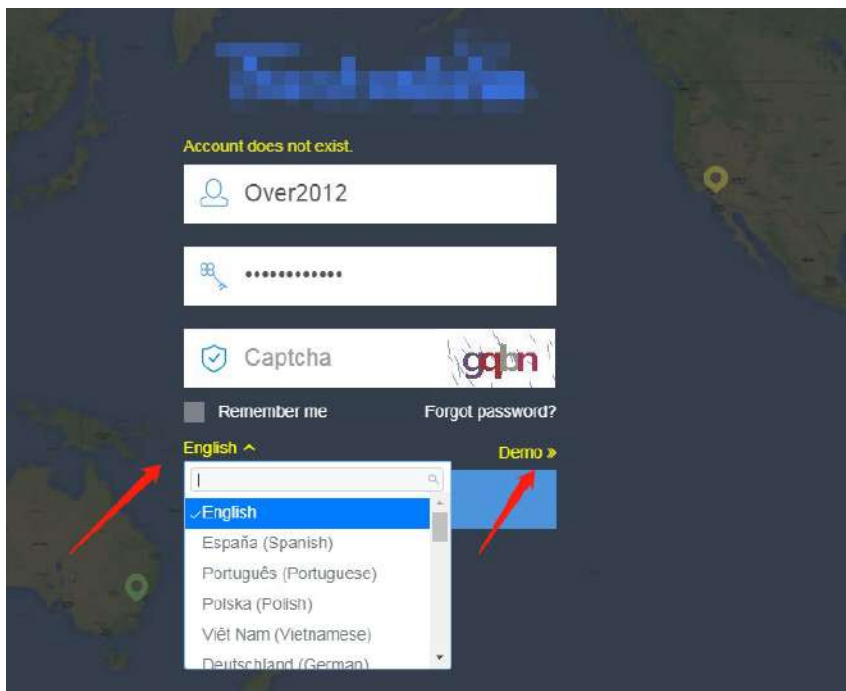 Account does not exist.
Over2012
••••••••••••
Captcha
gqbn
Remember me Forgot password?
English Demo »
English
España (Spanish)
Português (Portuguese)
Polska (Polish)
Việt Nam (Vietnamese)
Deutschland (German)